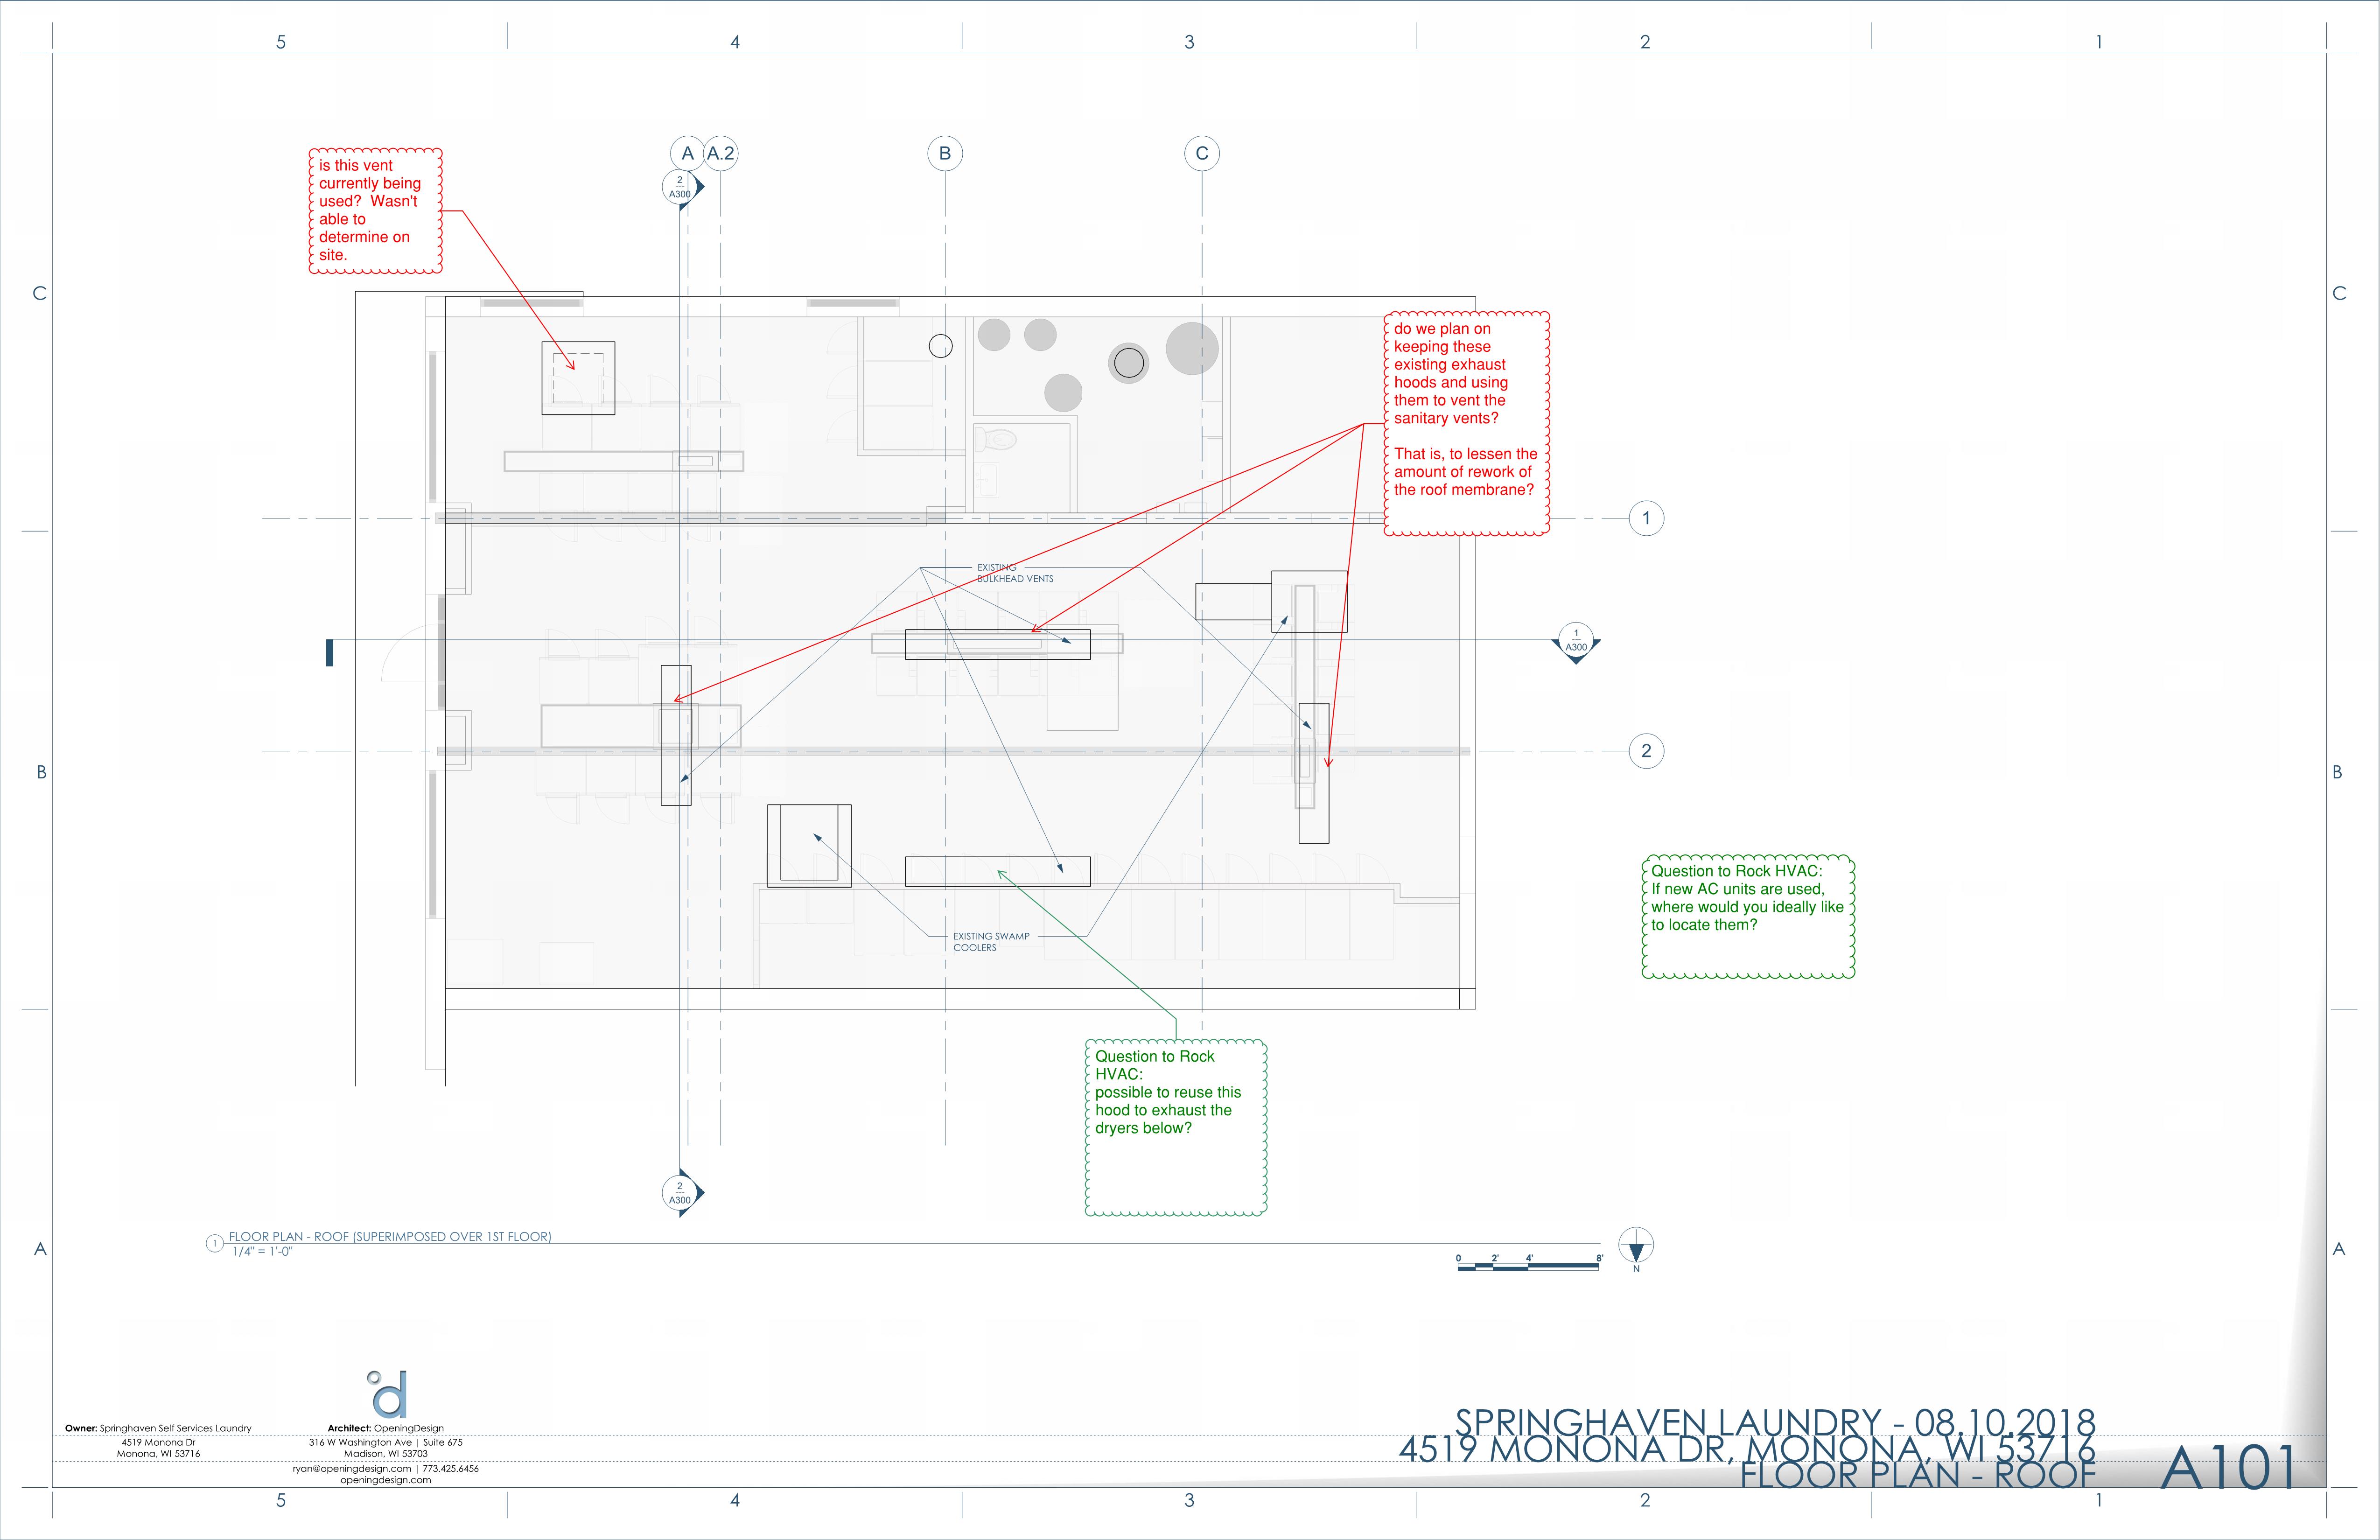 5 4 3 2 1
A A.2 B C
2
A300
is this vent
currently being
used? Wasn't
able to
determine on
site.
C C
do we plan on
keeping these
existing exhaust
hoods and using
them to vent the
sanitary vents?
That is, to lessen the
amount of rework of
the roof membrane?
1
EXISTING
BULKHEAD VENTS
1
A300
2
B B
Question to Rock HVAC:
If new AC units are used,
where would you ideally like
to locate them?
EXISTING SWAMP
COOLERS
Question to Rock
HVAC:
possible to reuse this
hood to exhaust the
dryers below?
2
A300
1 FLOOR PLAN - ROOF (SUPERIMPOSED OVER 1ST FLOOR)
1/4" = 1'-0"
A A
0 2' 4' 8'
N
d
Owner: Springhaven Self Services Laundry
4519 Monona Dr
Monona, WI 53716
Architect: OpeningDesign
316 W Washington Ave | Suite 675
Madison, WI 53703
ryan@openingdesign.com | 773.425.6456
openingdesign.com
SPRINGHAVEN LAUNDRY - 08.10.2018
4519 MONONA DR, MONONA, WI 53716
FLOOR PLAN - ROOF
A101
5 4 3 2 1